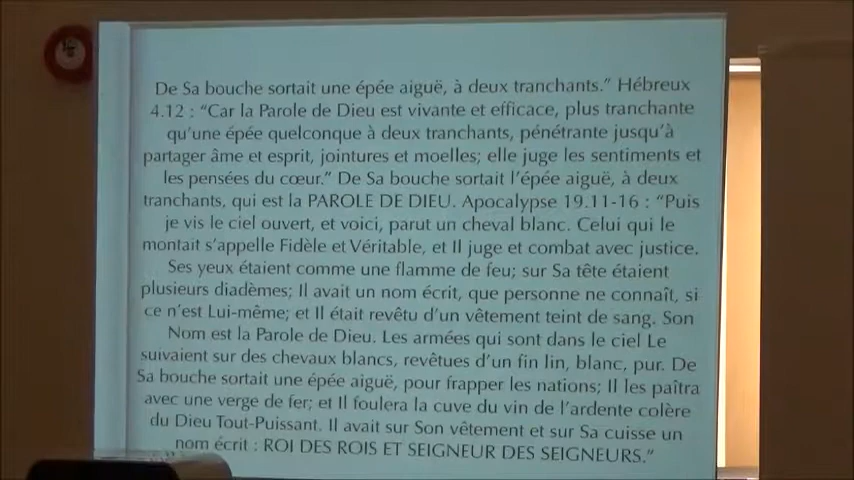 De Sa bouche sortait une épée aiguë, à deux tranchants.” Hébreux
4.12 : “Car la Parole de Dieu est vivante et efficace, plus tranchante
qu’une épée quelconque à deux tranchants, pénétrante jusqu’à
partager âme et esprit, jointures et moelles; elle juge les sentiments et
les pensées du cœur.” De Sa bouche sortait l’épée aiguë, à deux
tranchants, qui est la PAROLE DE DIEU. Apocalypse 19.11-16 : “Puis
je vis le ciel ouvert, et voici, parut un cheval blanc. Celui qui le
montait s’appelle Fidèle et Véritable, et Il juge et combat avec justice.
Ses yeux étaient comme une flamme de feu; sur Sa tête étaient
plusieurs diadèmes; Il avait un nom écrit, que personne ne connaît, si
ce n’est Lui-même; et Il était revêtu d’un vêtement teint de sang. Son
Nom est la Parole de Dieu. Les armées qui sont dans le ciel Le
suivaient sur des chevaux blancs, revêtues d’un fin lin, blanc, pur. De
Sa bouche sortait une épée aiguë, pour frapper les nations; Il les paîtra
avec une verge de fer; et Il foulera la cuve du vin de l’ardente colère
du Dieu Tout-Puissant. Il avait sur Son vêtement et sur Sa cuisse un
nom écrit : ROI DES ROIS ET SEIGNEUR DES SEIGNEURS.”